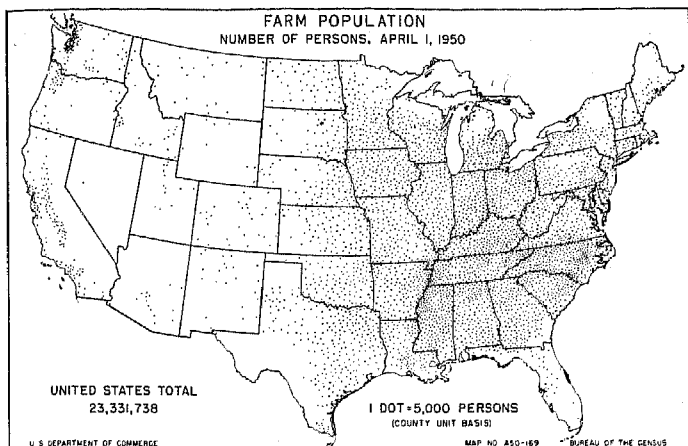 FARM POPULATION
NUMBER OF PERSONS, APRIL 1, 1950
UNITED STATES TOTAL
23,331,738
1 DOT = 5,000 PERSONS
(COUNTY UNIT BASIS)
U S DEPARTMENT OF COMMERCE
MAP NO A50-169
BUREAU OF THE CENSUS